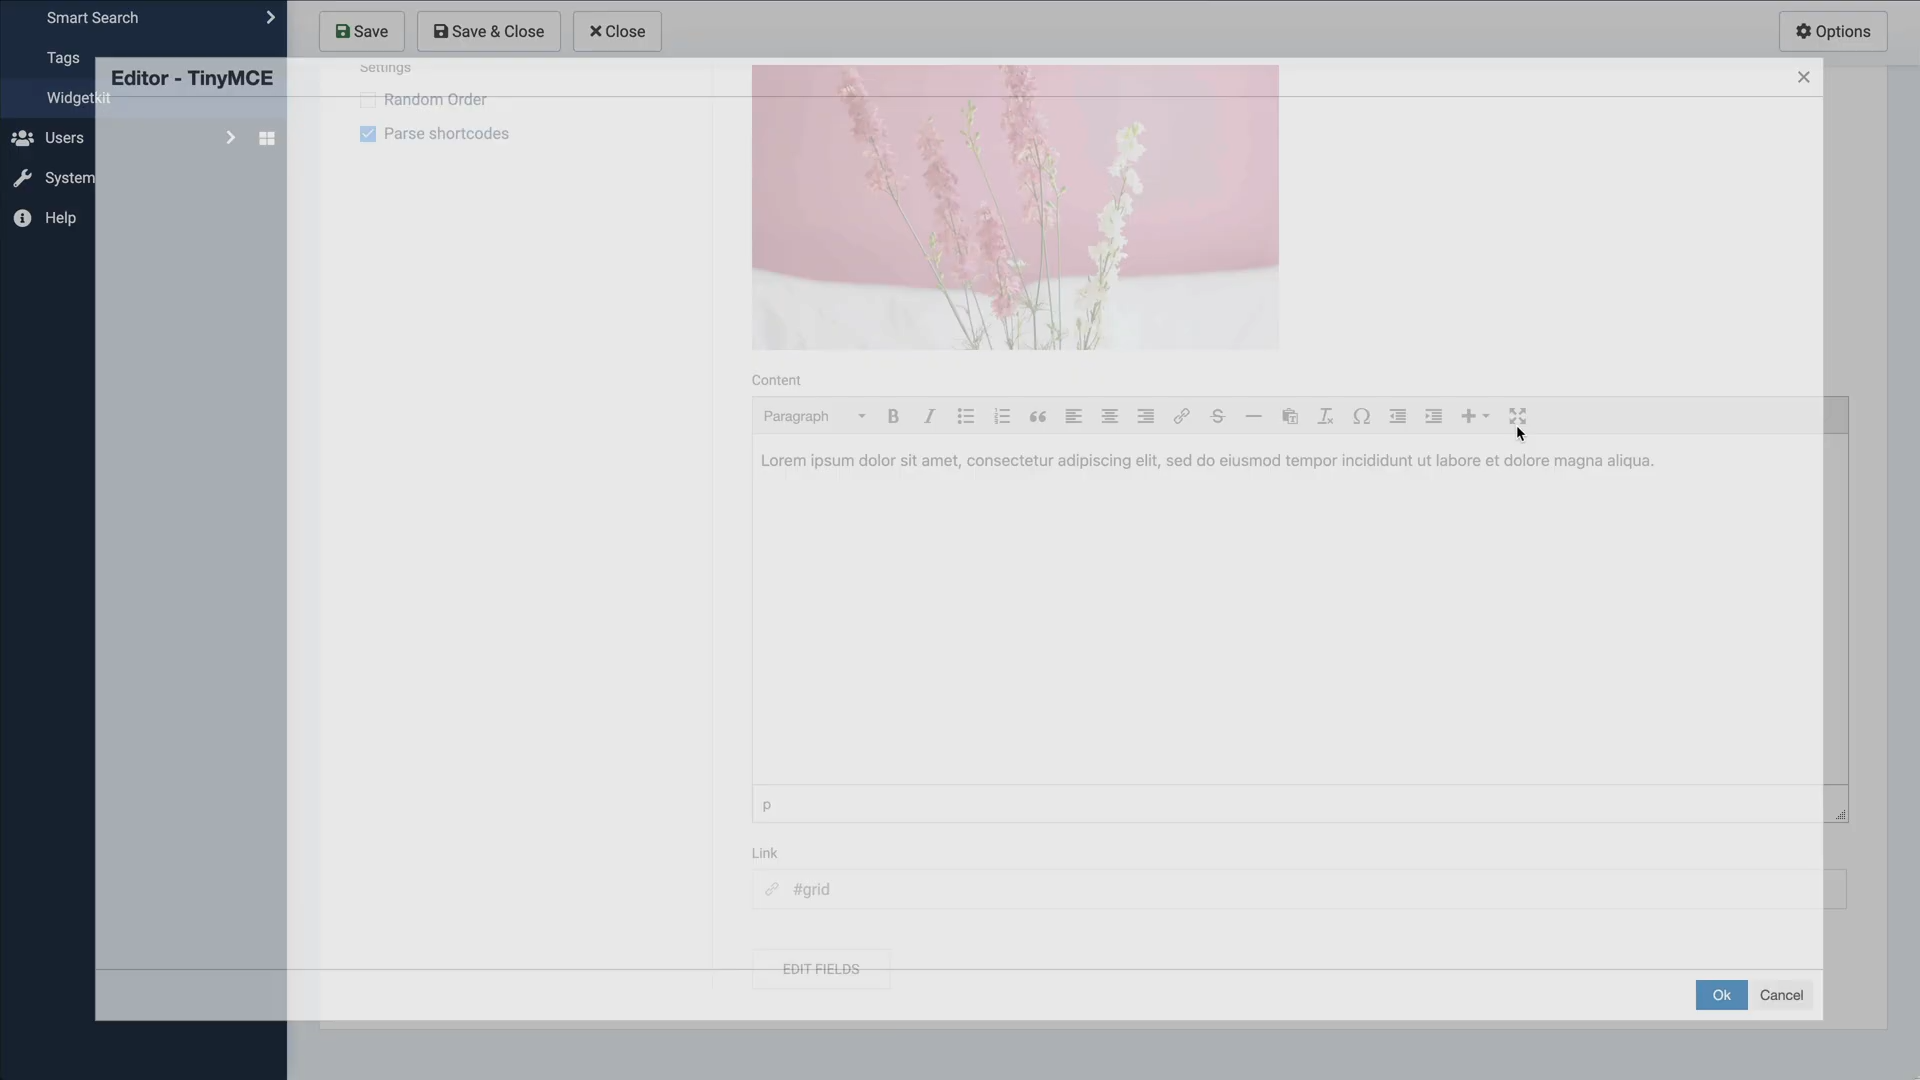 Smart Search
Save
Save & Close
Close
Options
Tags
Settings
Editor - TinyMCE
Widgetkit
Random Order
Users
Parse shortcodes
System
Help
Content
Paragraph
Lorem ipsum dolor sit amet, consectetur adipiscing elit, sed do eiusmod tempor incididunt ut labore et dolore magna aliqua.
p
Link
#grid
EDIT FIELDS
Ok
Cancel